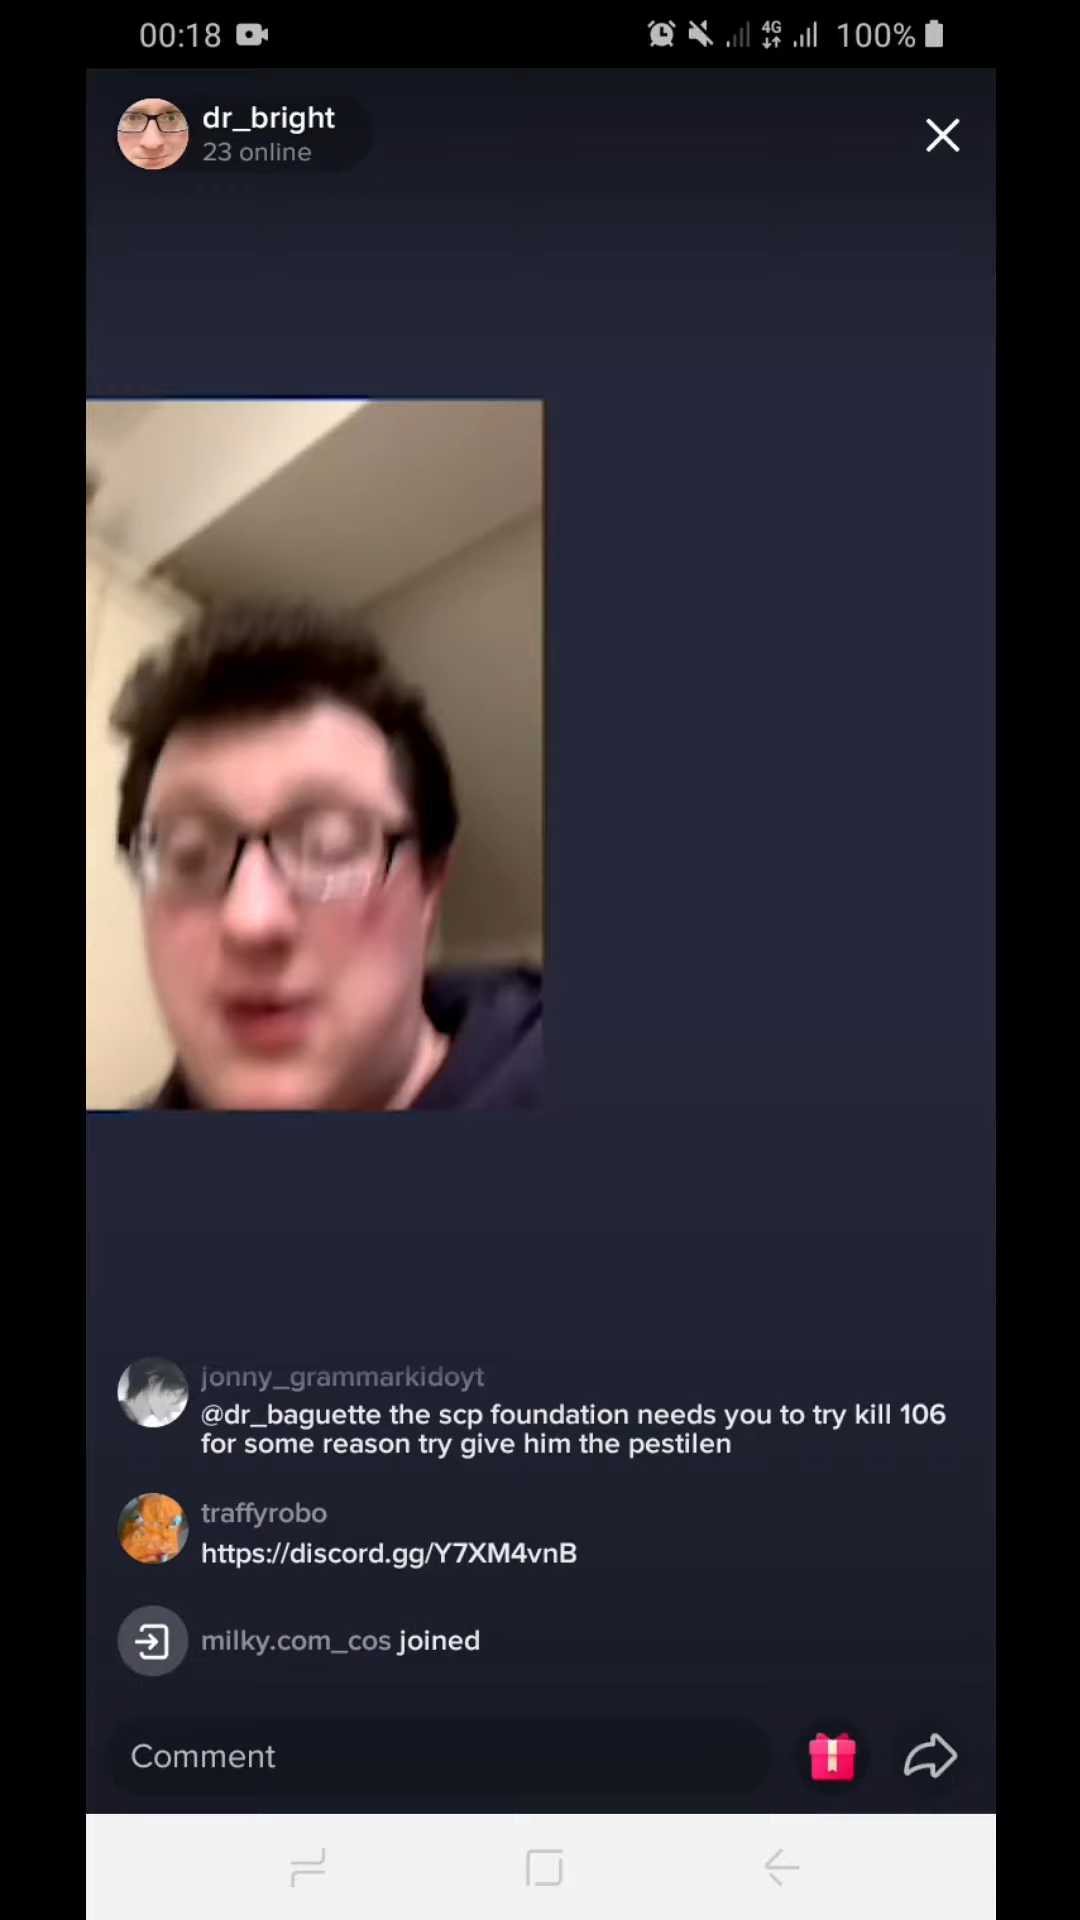 00:18
4G
100%
dr_bright
23 online
jonny_grammarkidoyt
@dr_baguette the scp foundation needs you to try kill 106
for some reason try give him the pestilen
traffyrobo
https://discord.gg/Y7XM4vnB
milky.com_cos joined
Comment